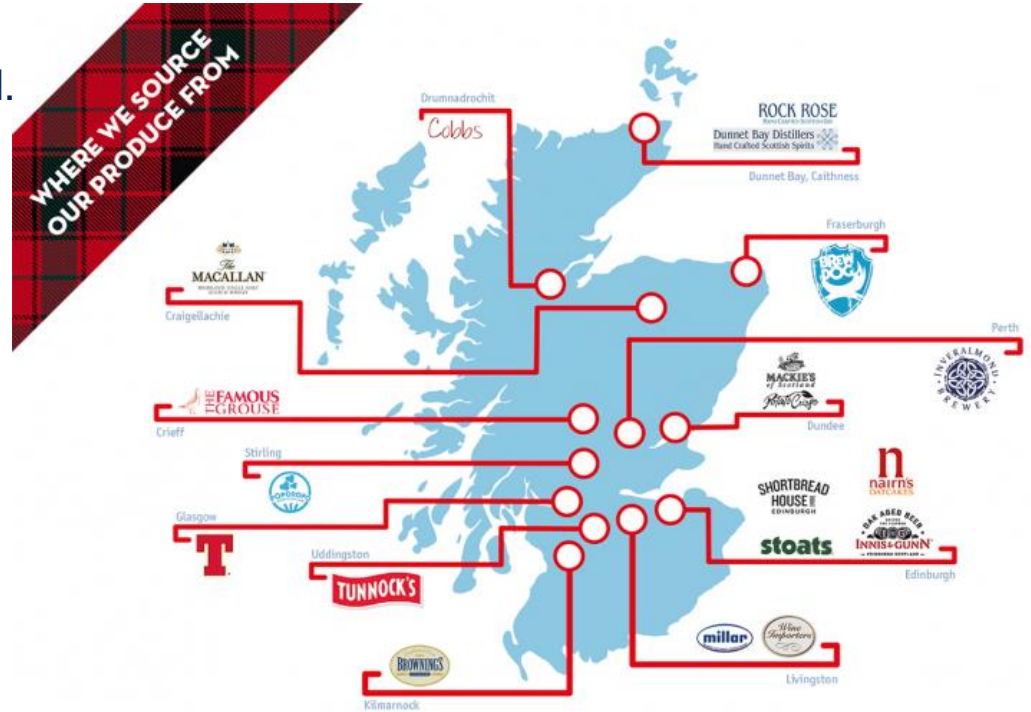 l.
WHERE WE SOURCE
OUR PRODUCE FROM
Drumnadrochit
Cobbs
ROCK ROSE
Dunnet Bay Distillers
Hand Crafted Scottish Spirits
Dunnet Bay, Caithness
Fraserburgh
BREW
DOG
The
MACALLAN
Craigellachie
Perth
INVERALMOND
BREWERY
MACKIE'S
of Scotland
Potato Crisps
Dundee
THE FAMOUS
GROUSE
Crieff
Stirling
Glasgow
T
SHORTBREAD
HOUSE OF
EDINBURGH
n
nairn's
OATCAKES
stoats
OAK AGED BEER
INNIS & GUNN
Edinburgh
Uddingston
TUNNOCK'S
BROWNINGS
Kilmarnock
millar
Wine
Importers
Livingston